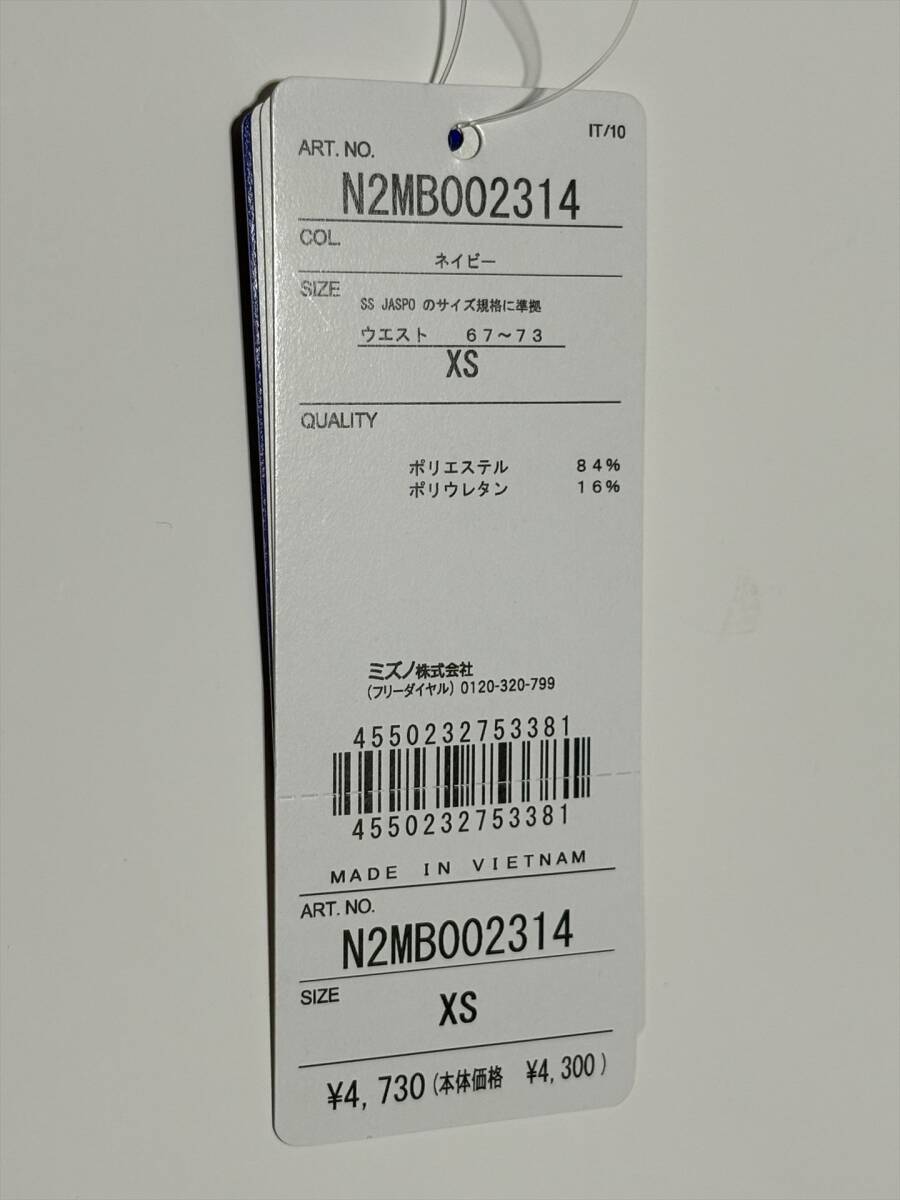 IT/10
ART. NO.
N2MB002314
COL.
ネイビー
SIZE
SS JASPO のサイズ規格に準拠
ウエスト 67〜73
XS
QUALITY
ポリエステル 84%
ポリウレタン 16%
ミズノ株式会社
(フリーダイヤル) 0120-320-799
4550232753381
4550232753381
MADE IN VIETNAM
ART. NO.
N2MB002314
SIZE
XS
¥4,730(本体価格 ¥4,300)